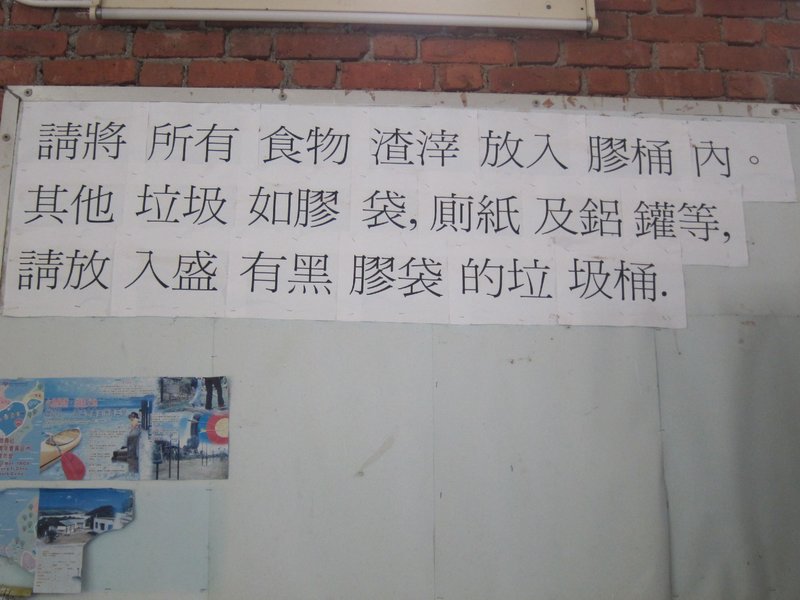 請將所有食物渣滓放入膠桶內。
其他垃圾如膠袋,廁紙及鋁鑵等,
請放入盛有黑膠袋的垃圾桶.